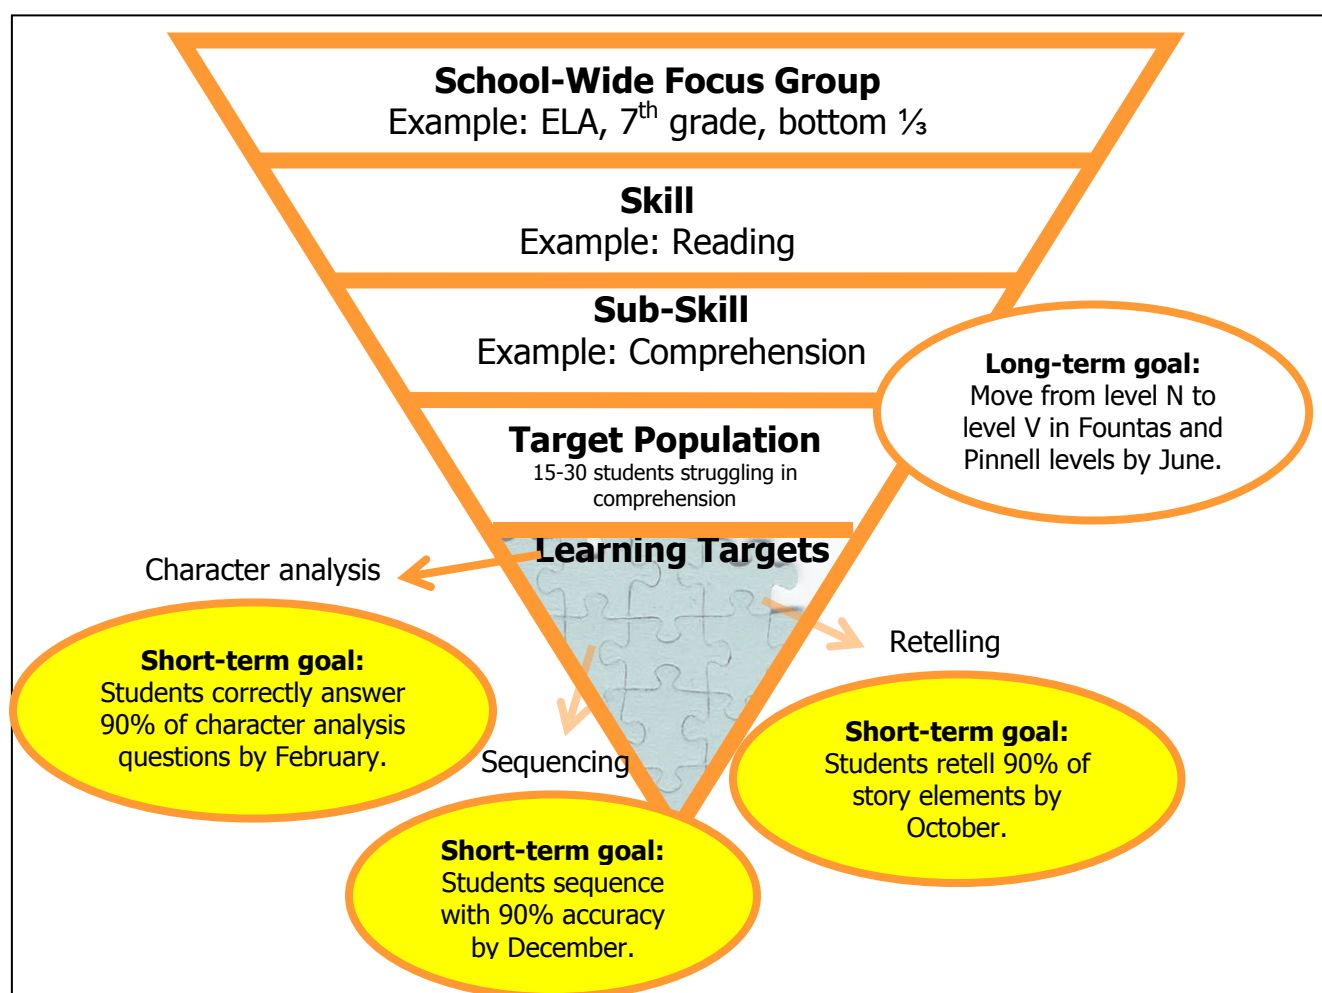 School-Wide Focus Group
Example: ELA, 7th grade, bottom ⅓
Skill
Example: Reading
Sub-Skill
Example: Comprehension
Long-term goal:
Move from level N to
level V in Fountas and
Pinnell levels by June.
Target Population
15-30 students struggling in
comprehension
Learning Targets
Character analysis
Short-term goal:
Students correctly answer
90% of character analysis
questions by February.
Retelling
Short-term goal:
Students retell 90% of
story elements by
October.
Sequencing
Short-term goal:
Students sequence
with 90% accuracy
by December.